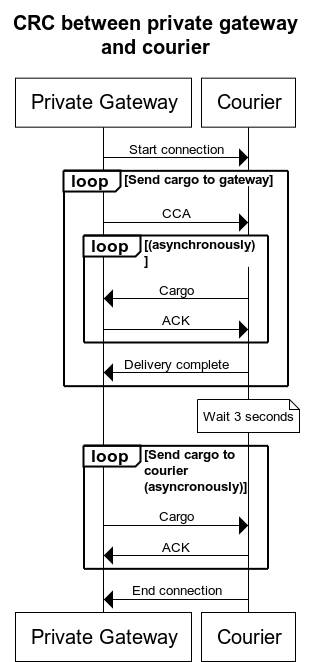 CRC between private gateway
and courier
Private Gateway
Courier
Start connection
loop
[Send cargo to gateway]
CCA
loop
[(asynchronously)
]
Cargo
ACK
Delivery complete
Wait 3 seconds
loop
[Send cargo to
courier
(asyncronously)]
Cargo
ACK
End connection
Private Gateway
Courier